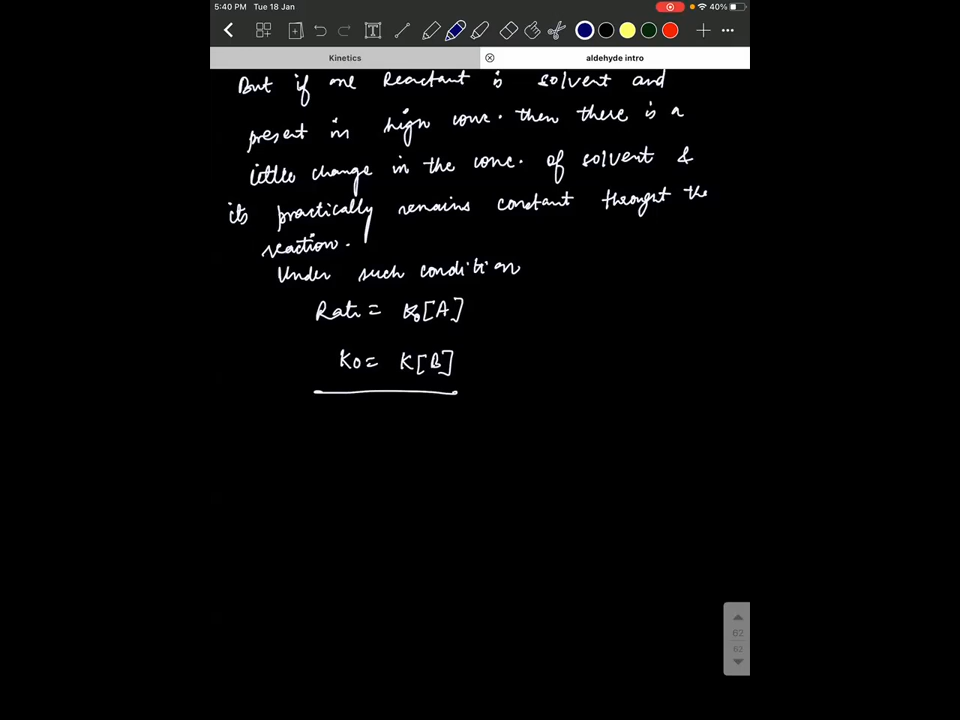 5:40 PM Tue 18 Jan
40%
Kinetics
aldehyde intro
But if one Reactant is solvent and
present in high conc. then there is a
little change in the conc. of solvent &
its practically remains constant throught the
reaction.
Under such condition
Rate = k₀[A]
K₀ = K[B]
62
62